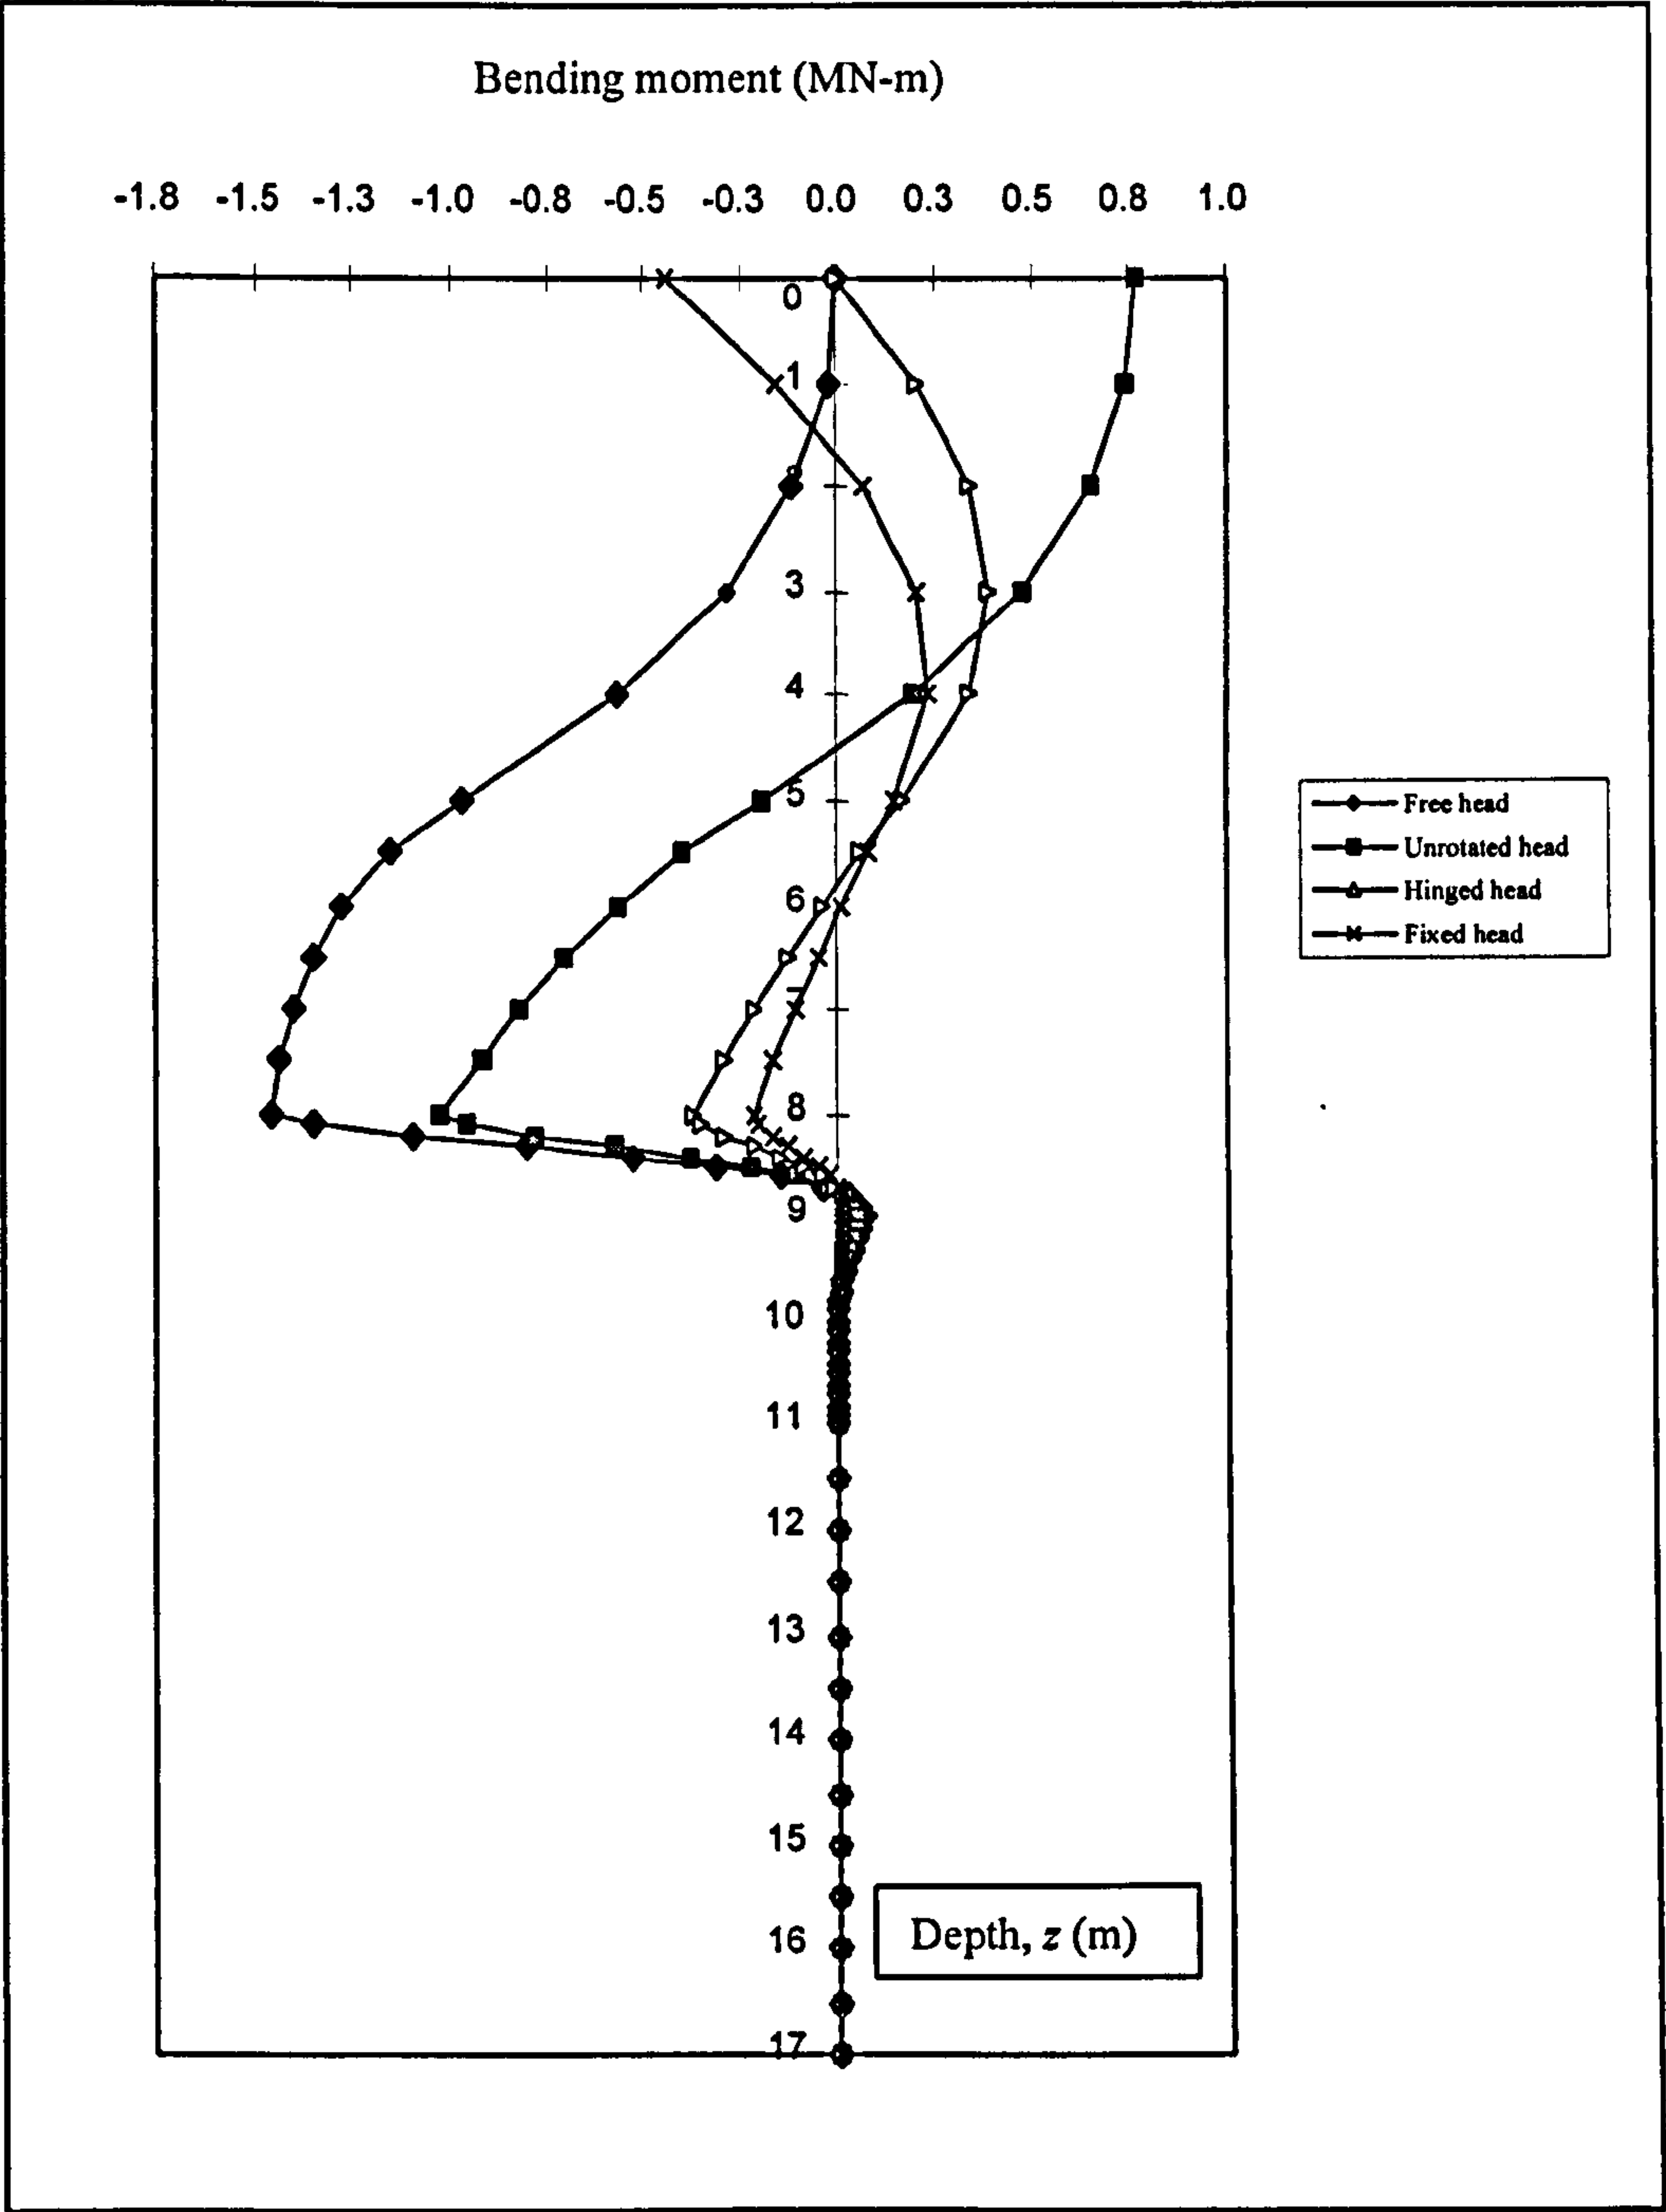 Bending moment (MN-m)
-1.8 -1.5 -1.3 -1.0 -0.8 -0.5 -0.3 0.0 0.3 0.5 0.8 1.0
0
1
3
4
5
6
7
8
9
10
11
12
13
14
15
16
17
Free head
Unrotated head
Hinged head
Fixed head
Depth, z (m)